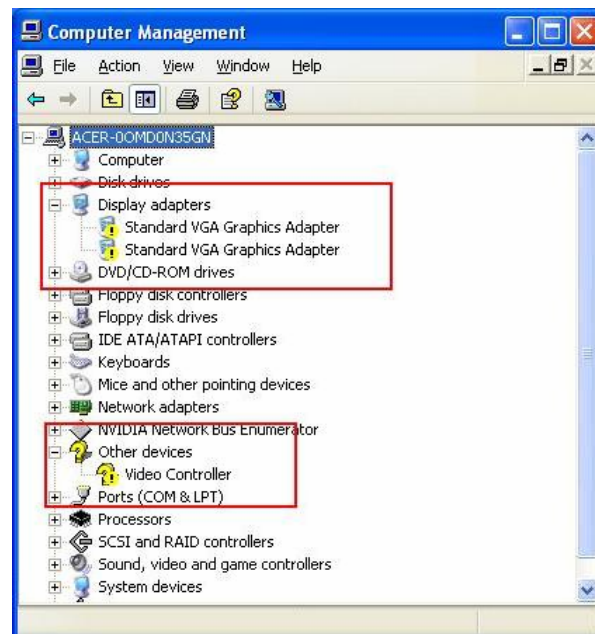 Computer Management
File Action View Window Help
ACER-0OMD0N35GN
Computer
Disk drives
Display adapters
Standard VGA Graphics Adapter
Standard VGA Graphics Adapter
DVD/CD-ROM drives
Floppy disk controllers
Floppy disk drives
IDE ATA/ATAPI controllers
Keyboards
Mice and other pointing devices
Network adapters
NVIDIA Network Bus Enumerator
Other devices
Video Controller
Ports (COM & LPT)
Processors
SCSI and RAID controllers
Sound, video and game controllers
System devices